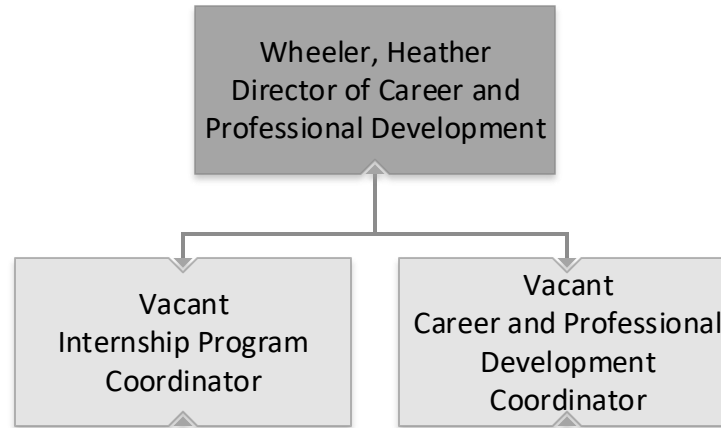 Wheeler, Heather
Director of Career and
Professional Development
Vacant
Internship Program
Coordinator
Vacant
Career and Professional
Development
Coordinator